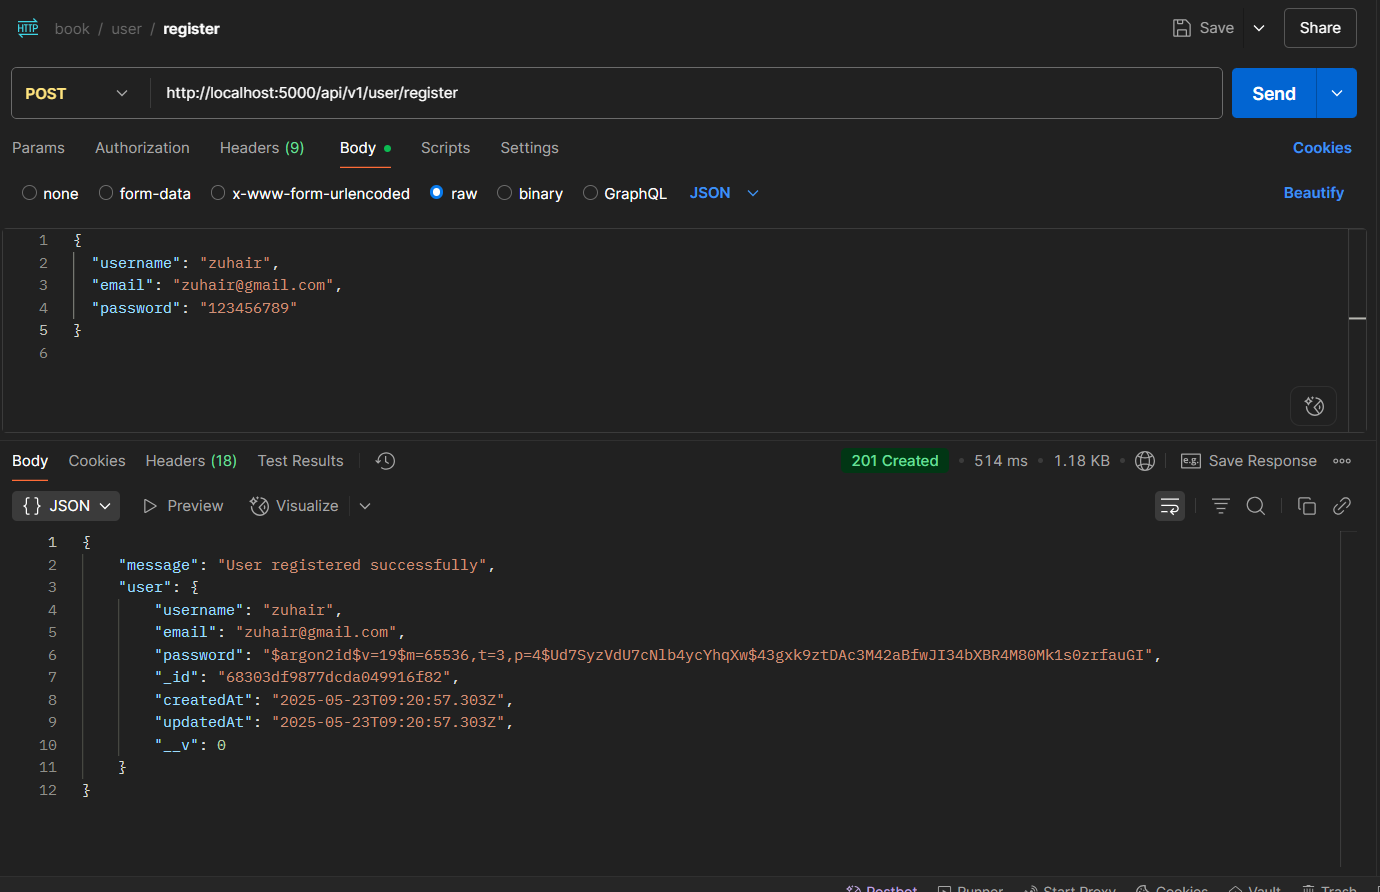 HTTP book / user / register Save Share
POST http://localhost:5000/api/v1/user/register Send
Params Authorization Headers (9) Body Scripts Settings Cookies
none form-data x-www-form-urlencoded raw binary GraphQL JSON Beautify
1 {
2 "username": "zuhair",
3 "email": "zuhair@gmail.com",
4 "password": "123456789"
5 }
6
Body Cookies Headers (18) Test Results 201 Created • 514 ms • 1.18 KB • e.g. Save Response
{} JSON Preview Visualize
1 {
2 "message": "User registered successfully",
3 "user": {
4 "username": "zuhair",
5 "email": "zuhair@gmail.com",
6 "password": "$argon2id$v=19$m=65536,t=3,p=4$Ud7SyzVdU7cNlb4ycYhqXw$43gxk9ztDAc3M42aBfwJI34bXBR4M80Mk1s0zrfauGI",
7 "_id": "68303df9877dcda049916f82",
8 "createdAt": "2025-05-23T09:20:57.303Z",
9 "updatedAt": "2025-05-23T09:20:57.303Z",
10 "__v": 0
11 }
12 }
Postbot Runner Start Proxy Cookies Vault Trash